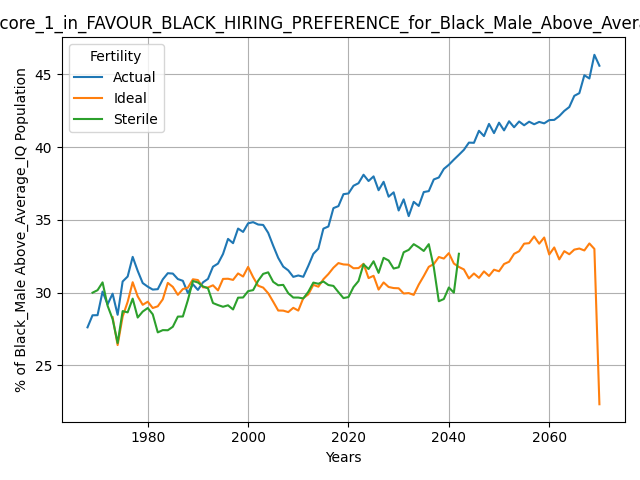 core_1_in_FAVOUR_BLACK_HIRING_PREFERENCE_for_Black_Male_Above_Avera
Fertility
Actual
Ideal
Sterile
45
40
35
30
25
% of Black_Male Above_Average_IQ Population
1980
2000
2020
2040
2060
Years